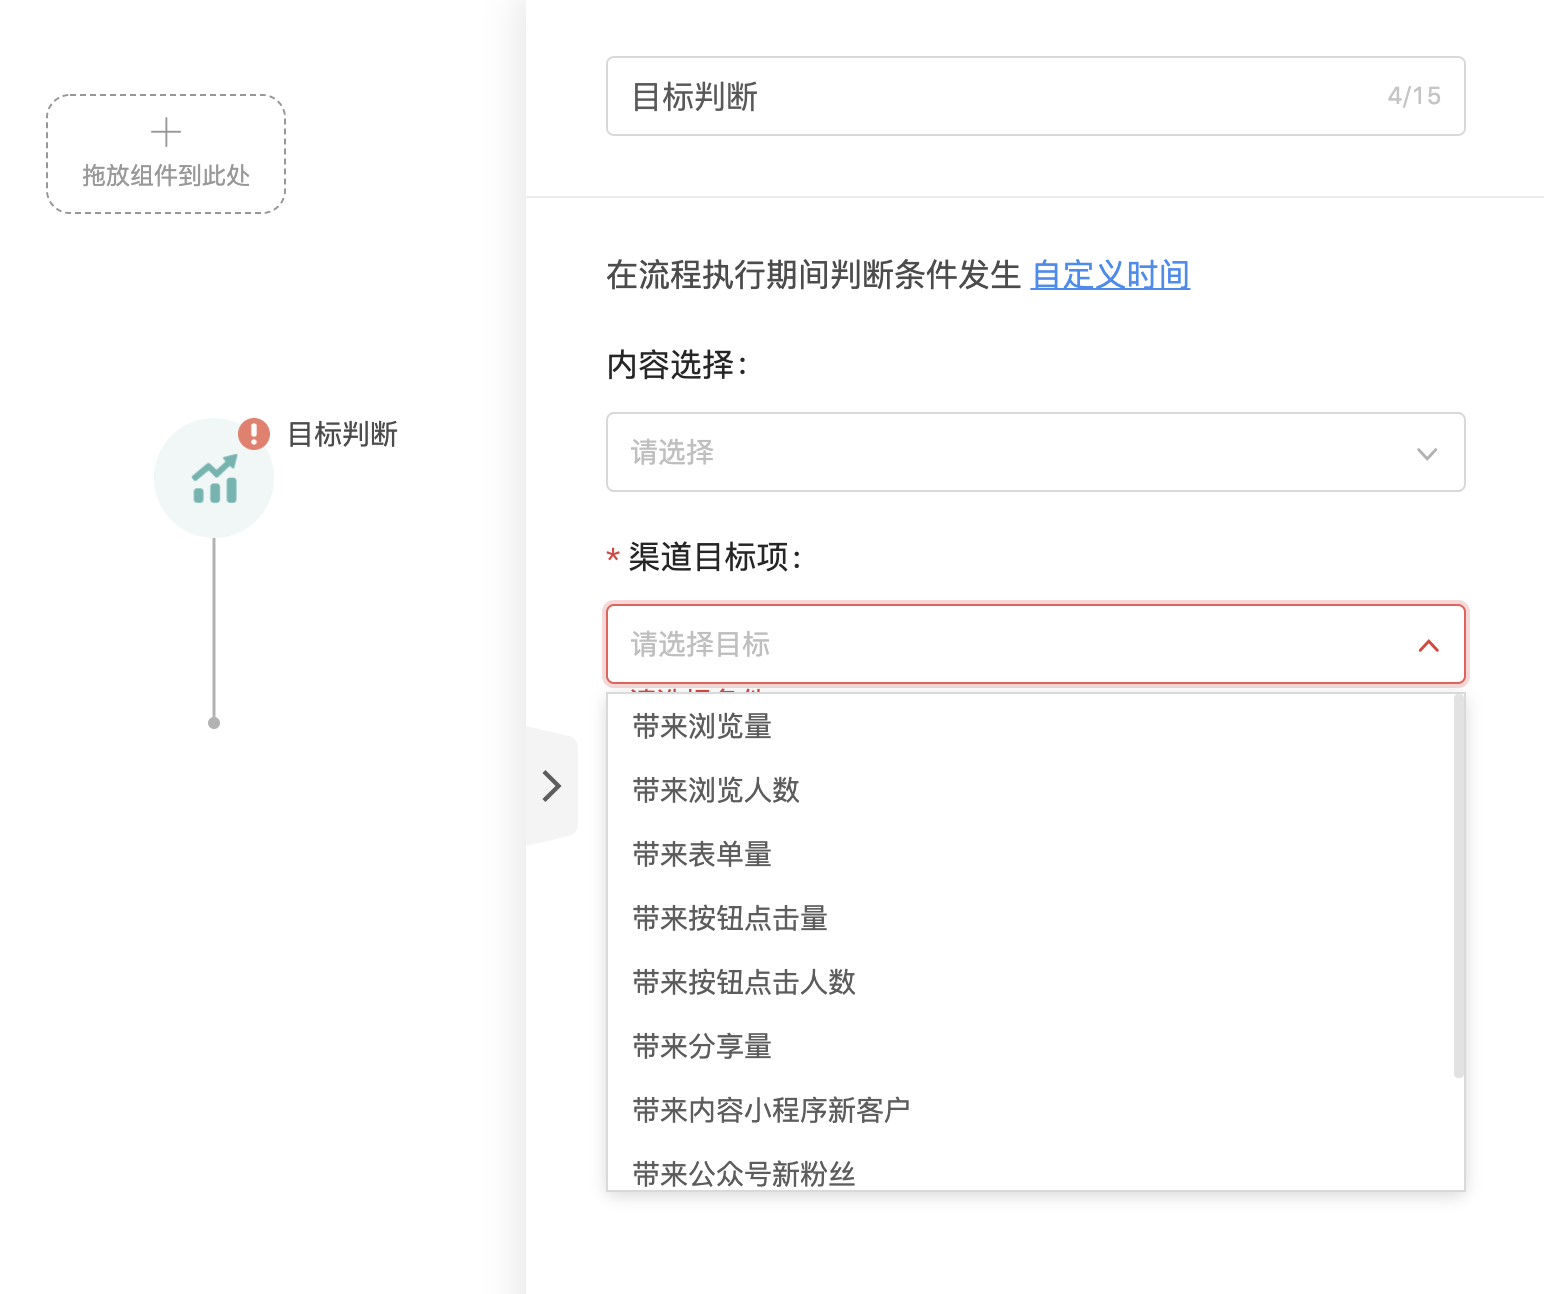 拖放组件到此处
目标判断
目标判断
4/15
在流程执行期间判断条件发生 自定义时间
内容选择:
请选择
* 渠道目标项:
请选择目标
带来浏览量
带来浏览人数
带来表单量
带来按钮点击量
带来按钮点击人数
带来分享量
带来内容小程序新客户
带来公众号新粉丝